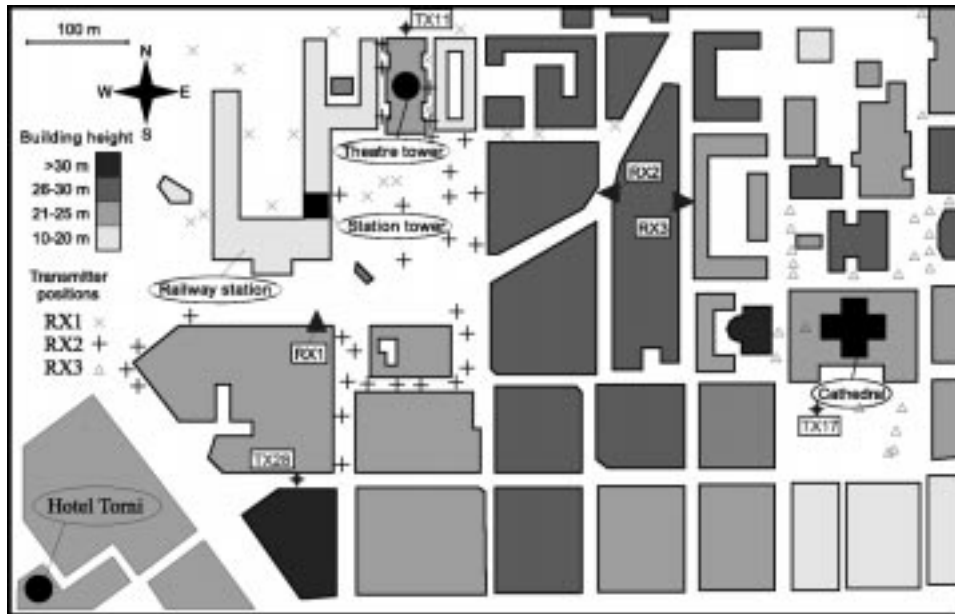 100 m
TX11
N
W E
S
Building height
>30 m
26-30 m
21-25 m
10-20 m
Theatre tower
RX2
RX3
Station tower
Railway station
Transmitter
positions
RX1
RX2
RX3
RX1
Cathedral
TX17
TX28
Hotel Torni